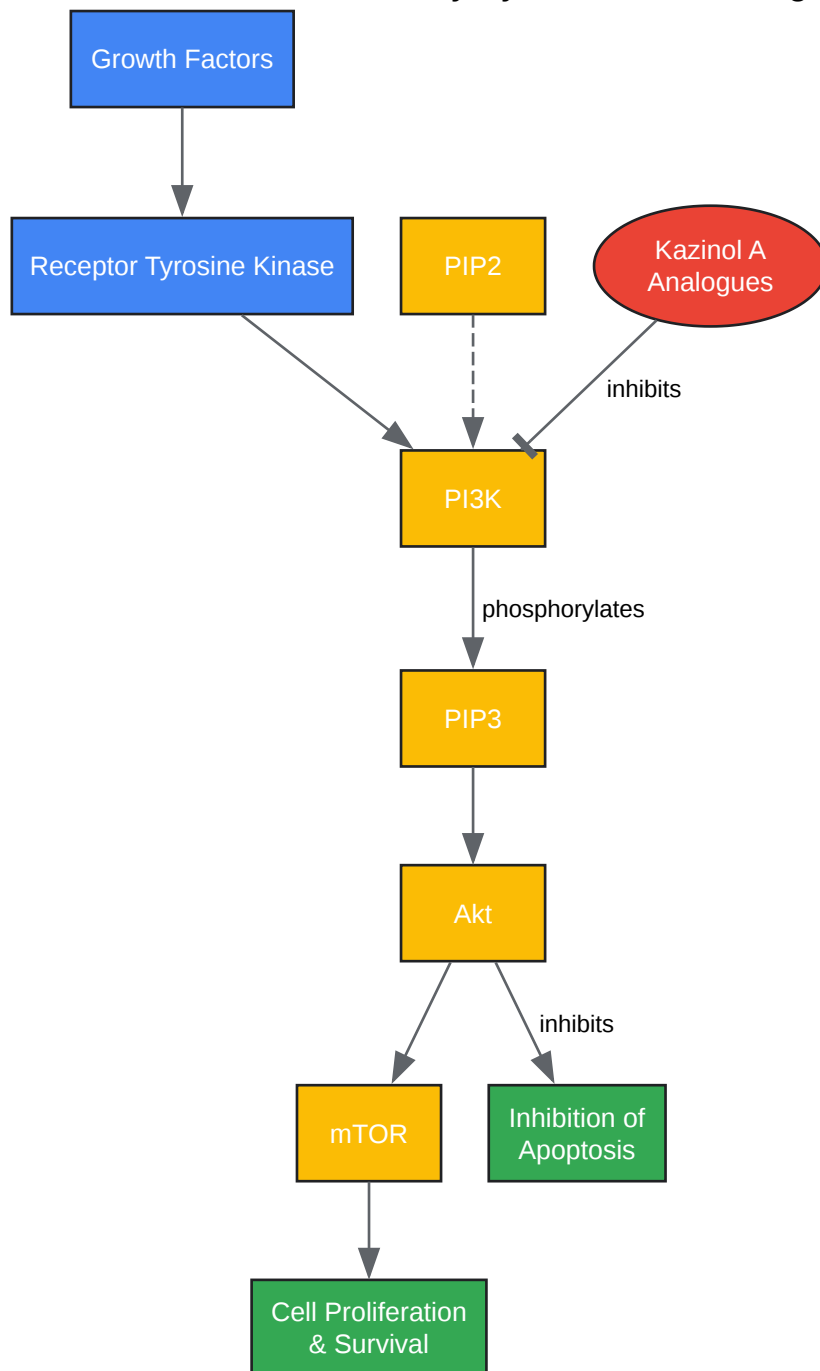 Growth Factors
Receptor Tyrosine Kinase
PIP2
Kazinol A
Analogues
inhibits
PI3K
phosphorylates
PIP3
Akt
inhibits
mTOR
Inhibition of
Apoptosis
Cell Proliferation
& Survival